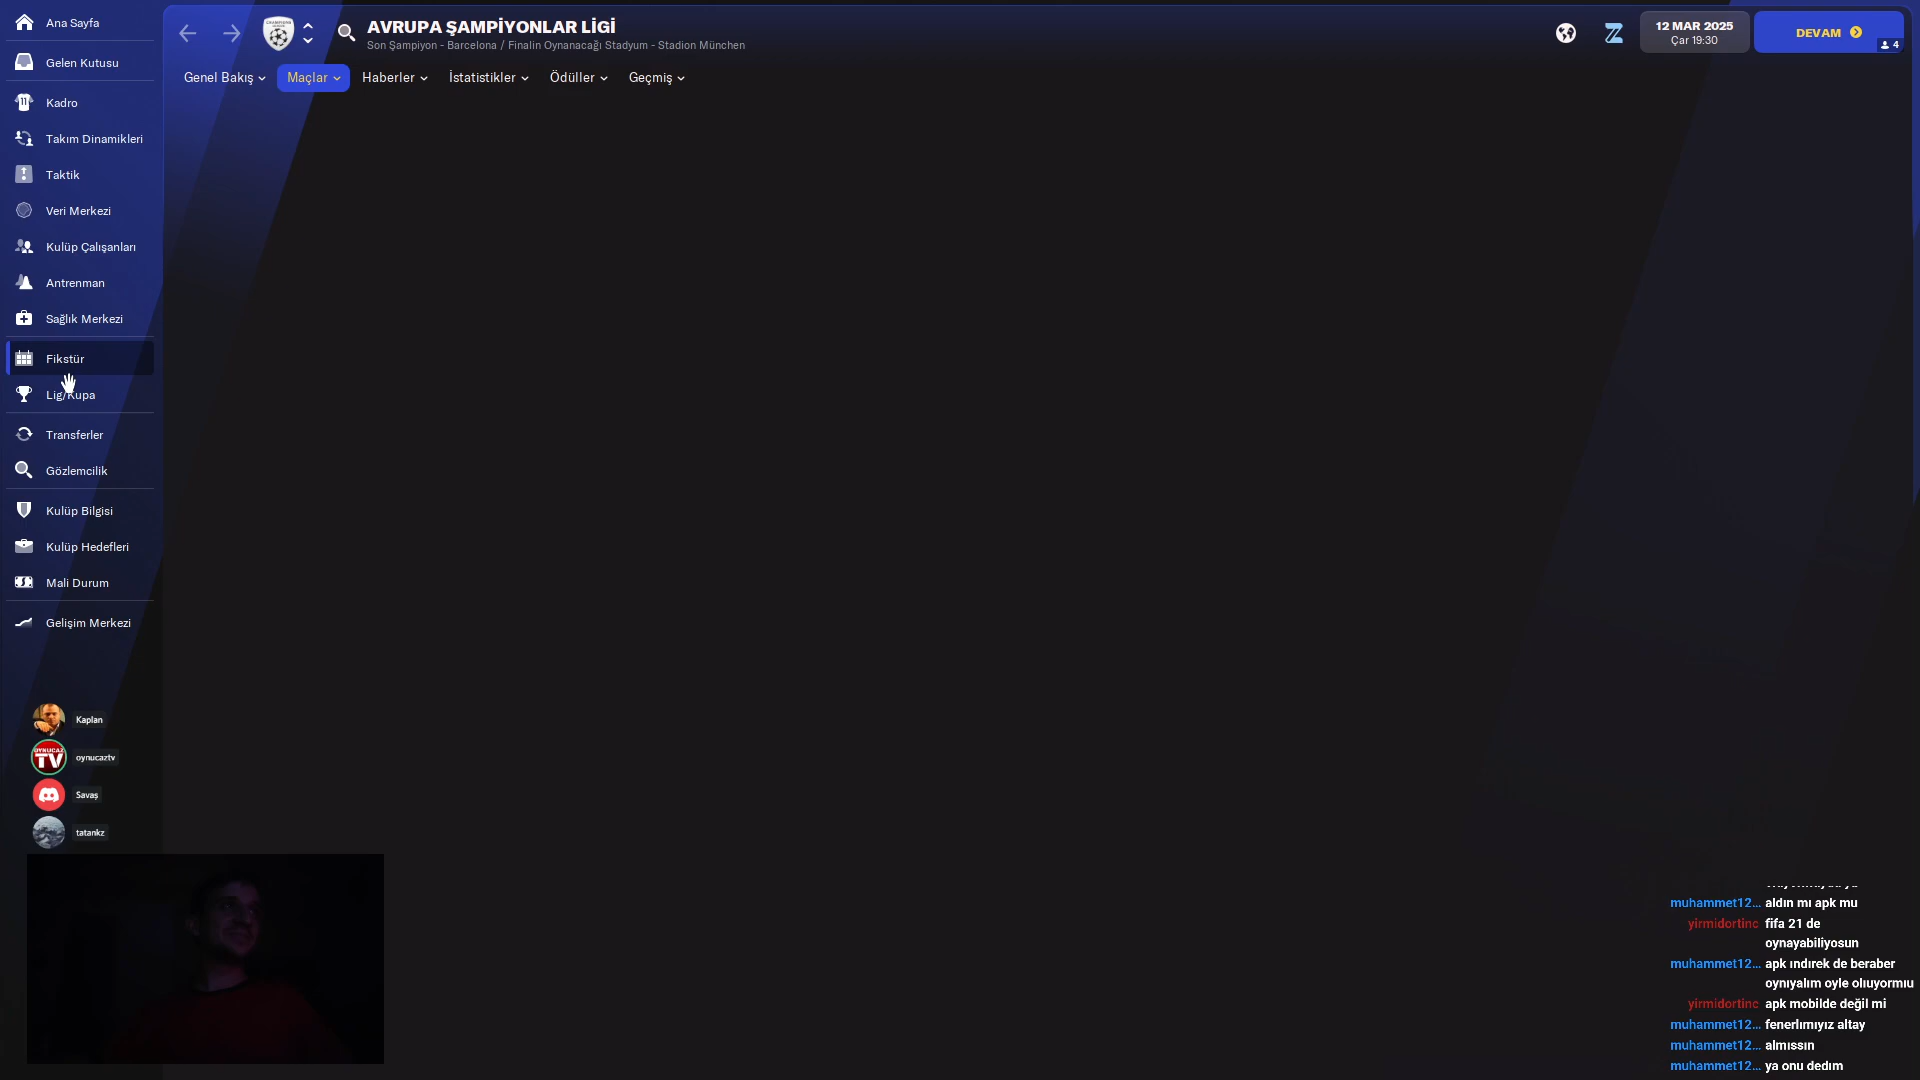 Ana Sayfa
Gelen Kutusu
Kadro
Takım Dinamikleri
Taktik
Veri Merkezi
Kulüp Çalışanları
Antrenman
Sağlık Merkezi
Fikstür
Lig/Kupa
Transferler
Gözlemcilik
Kulüp Bilgisi
Kulüp Hedefleri
Mali Durum
Gelişim Merkezi
AVRUPA ŞAMPİYONLAR LİGİ
Son Şampiyon - Barcelona / Finalin Oynanacağı Stadyum - Stadion München
12 MAR 2025
Çar 19:30
DEVAM
4
Genel Bakış
Maçlar
Haberler
İstatistikler
Ödüller
Geçmiş
Kaplan
OYNUCAZ TV
oynucaztv
Savaş
tatankz
muhammet12... aldın mı apk mu
yirmidortinc fifa 21 de
oynayabiliyosun
muhammet12... apk ındırek de beraber
oynıyalim oyle olıuyormıu
yirmidortinc apk mobilde değil mi
muhammet12... fenerlımıyız altay
muhammet12... almıssın
muhammet12... ya onu dedım